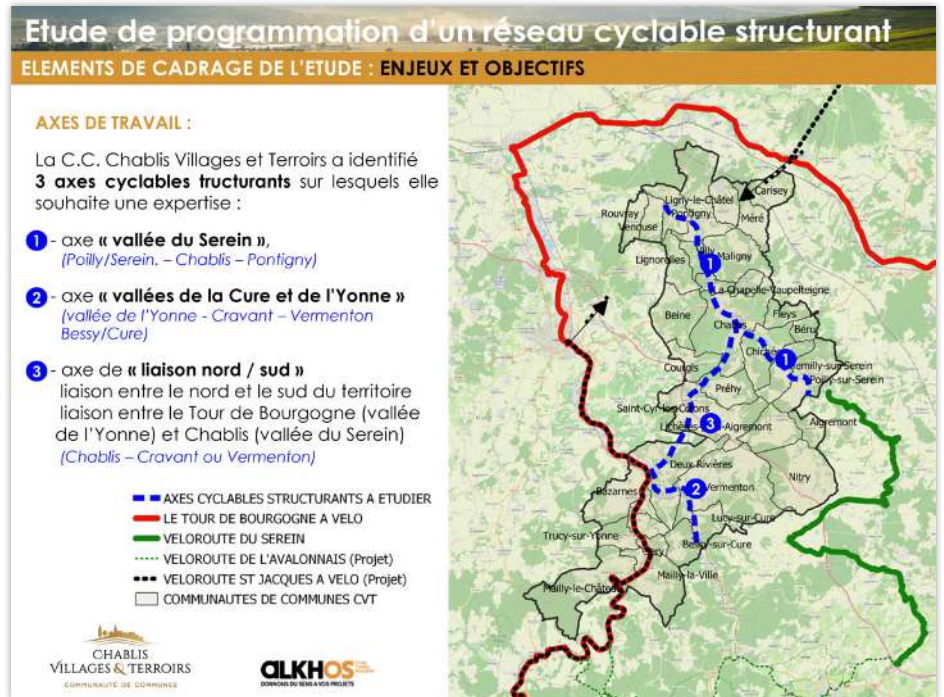 Etude de programmation d'un réseau cyclable structurant
ELEMENTS DE CADRAGE DE L'ETUDE : ENJEUX ET OBJECTIFS
AXES DE TRAVAIL :
La C.C. Chablis Villages et Terroirs a identifié
3 axes cyclables tructurants sur lesquels elle
souhaite une expertise :
1 - axe « vallée du Serein »,
(Poilly/Serein. – Chablis – Pontigny)
2 - axe « vallées de la Cure et de l'Yonne »
(vallée de l'Yonne - Cravant – Vermenton
Bessy/Cure)
3 - axe de « liaison nord / sud »
liaison entre le nord et le sud du territoire
liaison entre le Tour de Bourgogne (vallée
de l'Yonne) et Chablis (vallée du Serein)
(Chablis – Cravant ou Vermenton)
AXES CYCLABLES STRUCTURANTS A ETUDIER
LE TOUR DE BOURGOGNE A VELO
VELOROUTE DU SEREIN
VELOROUTE DE L'AVALONNAIS (Projet)
VELOROUTE ST JACQUES A VELO (Projet)
COMMUNAUTES DE COMMUNES CVT
CHABLIS
VILLAGES & TERROIRS
COMMUNAUTÉ DE COMMUNES
ALKHOS
DONNONS DU SENS A VOS PROJETS
Carisey
Ligny-le-Châtel
Rouvray
Pontigny
Méré
Venouse
Lignorelles
Maligny
1
La Chapelle-Vaupelteigne
Beine
Fleys
Chablis
Béru
1
Courgis
Poilly-sur-Serein
Préhy
Saint-Cyr-les-Colons
3
Aigremont
Deux Rivières
Nitry
Bazarnes
2
Vermenton
Lucy-sur-Cure
Trucy-sur-Yonne
Bessy-sur-Cure
Mailly-la-Ville
Mailly-le-Château